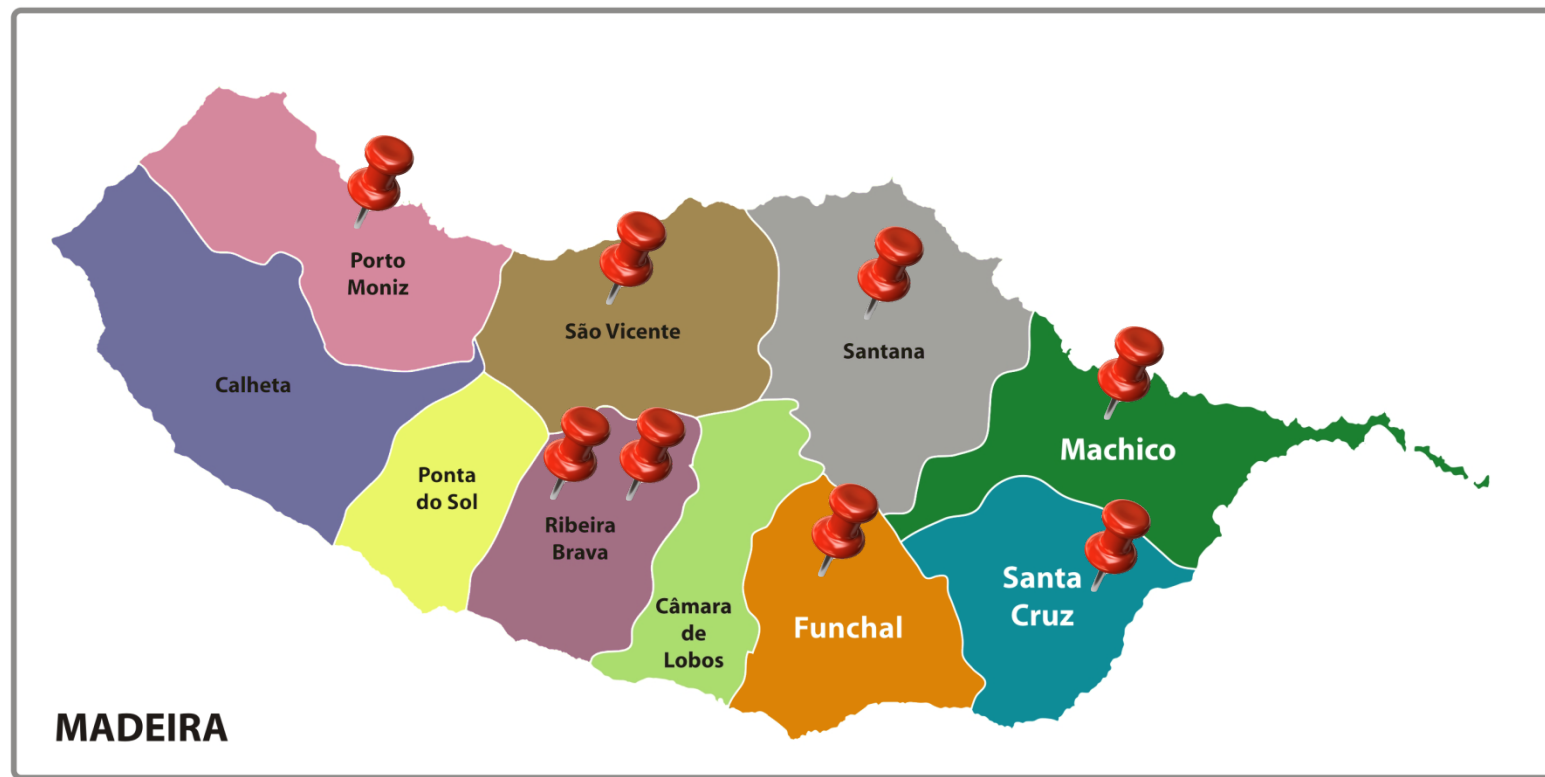 Porto
Moniz
São Vicente
Santana
Calheta
Machico
Ponta
do Sol
Ribeira
Brava
Santa
Cruz
Câmara
de
Lobos
Funchal
MADEIRA